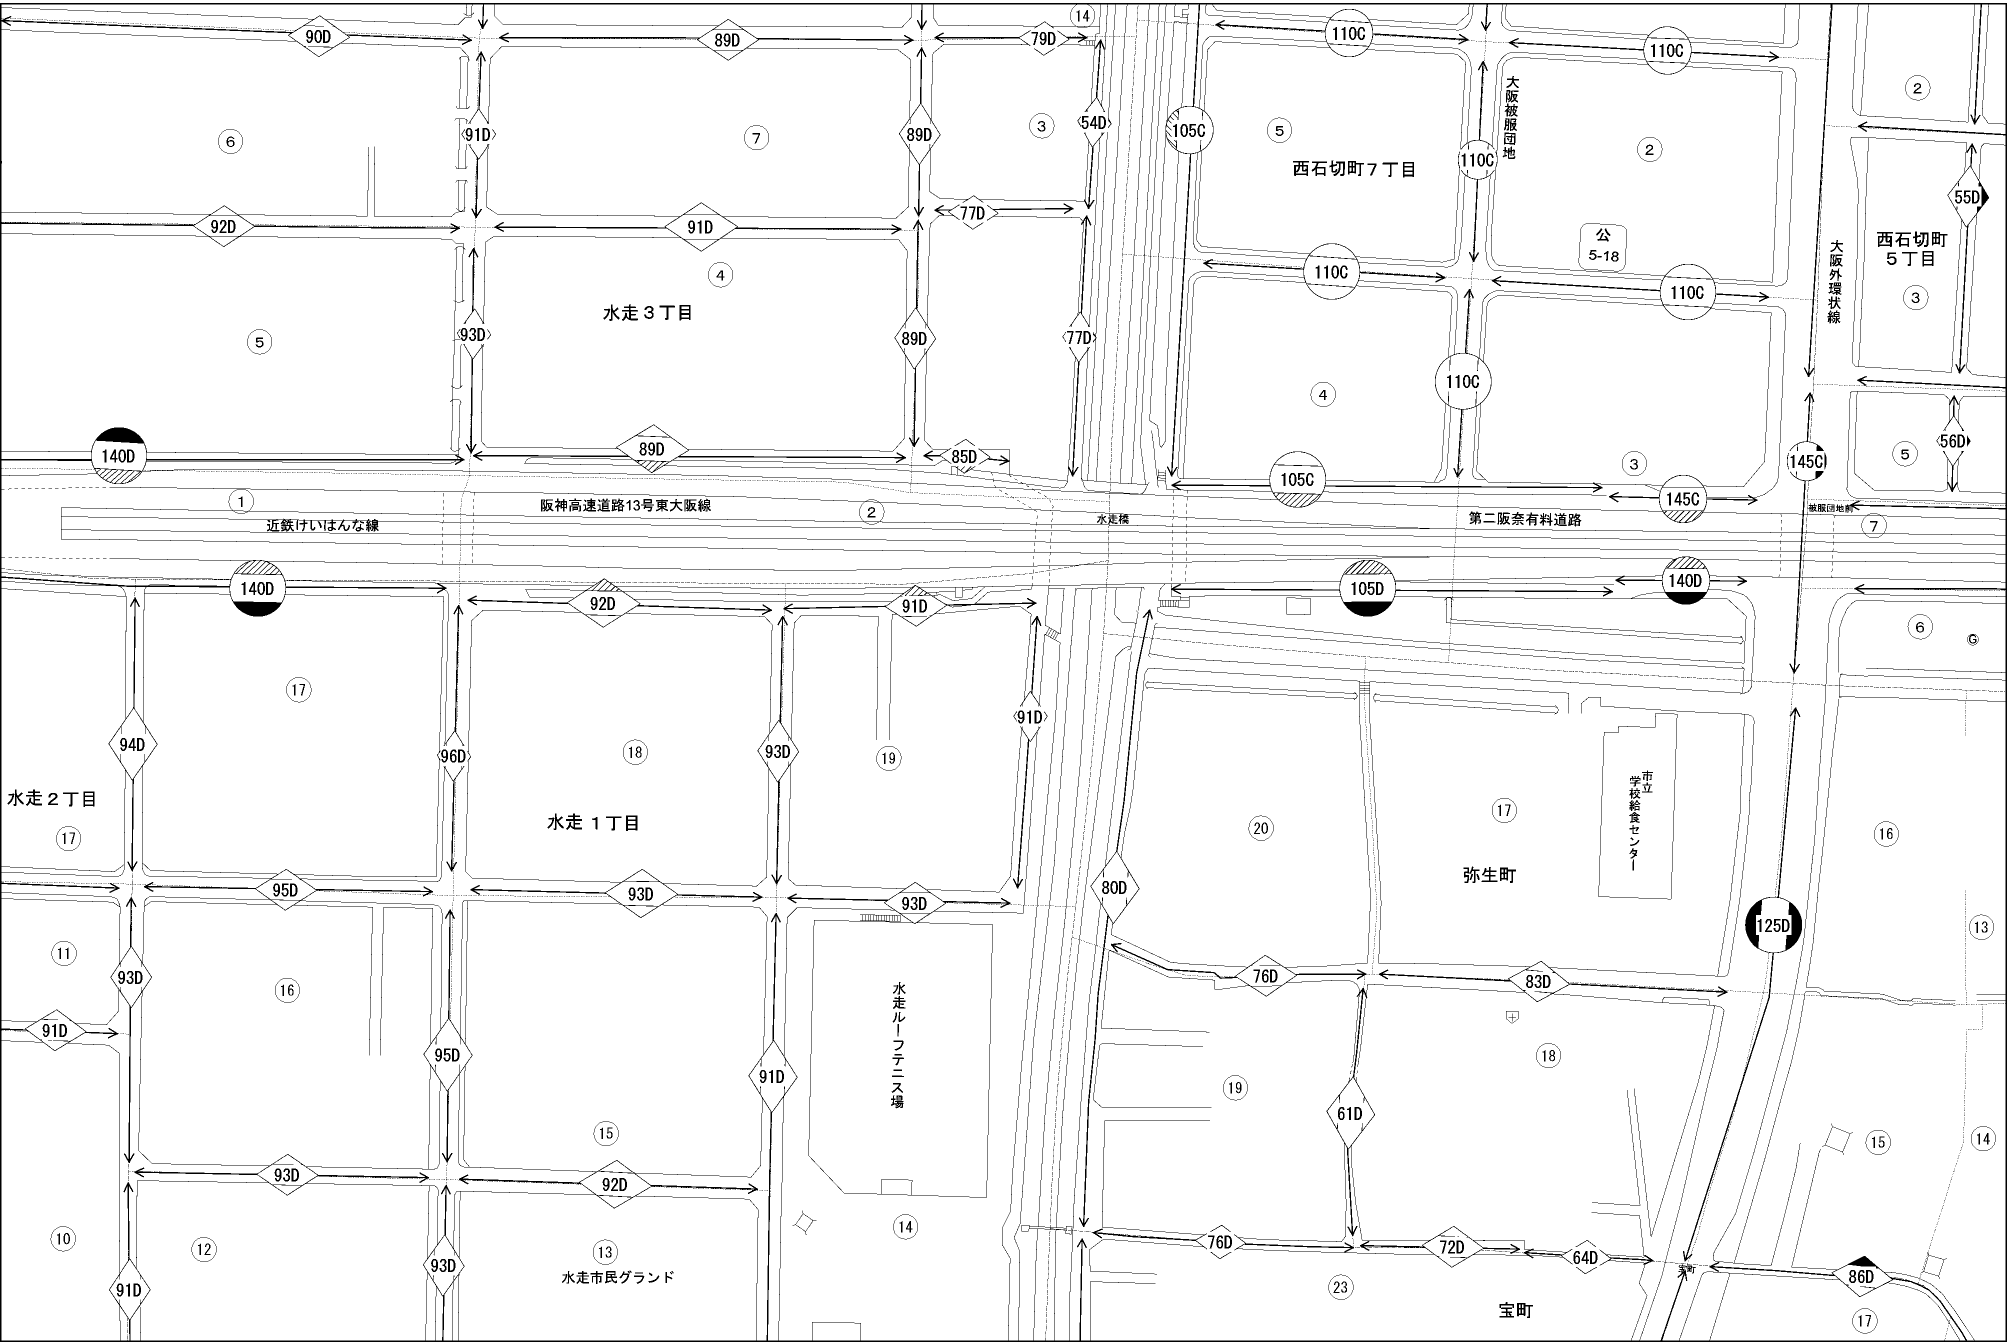 14
90D
89D
79D
110C
110C
2
6
91D
7
89D
3
54D
105C
5
大阪被服団地
110C
2
西石切町7丁目
55D
92D
91D
77D
公
5-18
西石切町
5丁目
大阪外環状線
4
110C
110C
3
水走3丁目
5
93D
89D
77D
110C
4
140D
89D
85D
105C
3
145C
145C
56D
5
1
阪神高速道路13号東大阪線
2
近鉄けいはんな線
水走橋
第二阪奈有料道路
被服団地前
7
140D
92D
91D
105D
140D
6
G
17
94D
96D
18
93D
19
91D
水走2丁目
17
水走1丁目
20
17
市立
学校給食センター
16
弥生町
95D
93D
93D
80D
125D
13
11
93D
16
水走ルーフテニス場
76D
83D
91D
95D
91D
18
19
61D
15
15
14
93D
92D
10
12
93D
13
水走市民グランド
14
76D
72D
64D
宝町
86D
91D
23
宝町
17